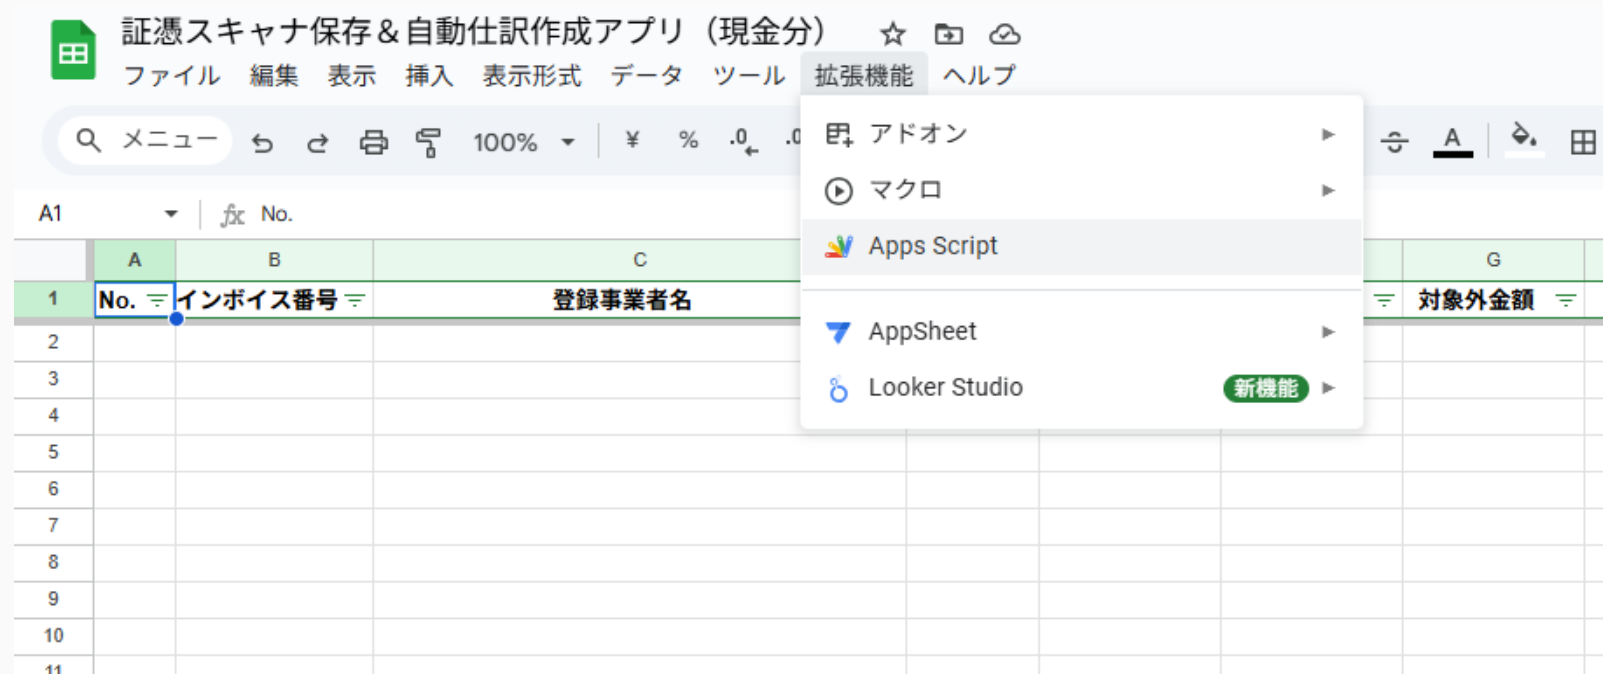 証憑スキャナ保存＆自動仕訳作成アプリ（現金分）
ファイル 編集 表示 挿入 表示形式 データ ツール 拡張機能 ヘルプ
メニュー 100% ¥ % .0 .0 A
アドオン
マクロ
Apps Script
AppSheet
Looker Studio 新機能
A1 fx No.
A B C G
1 No. インボイス番号 登録事業者名 対象外金額
2
3
4
5
6
7
8
9
10
11